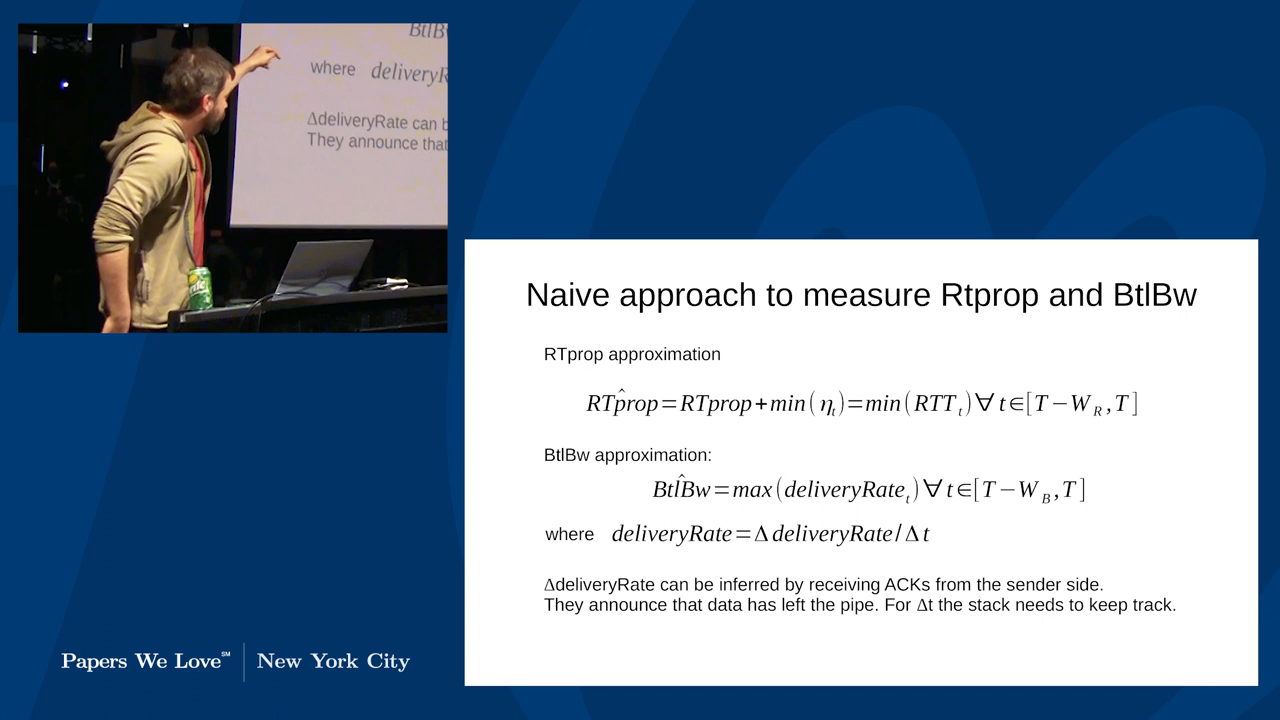 BtlB
where deliveryR
ΔdeliveryRate can b
They announce that
Naive approach to measure Rtprop and BtlBw
RTprop approximation
RTp̂rop=RTprop+min(η_t)=min(RTT_t)∀ t∈[T−W_R,T]
BtlBw approximation:
Btl̂Bw=max(deliveryRate_t)∀ t∈[T−W_B,T]
where deliveryRate=Δ deliveryRate/Δ t
ΔdeliveryRate can be inferred by receiving ACKs from the sender side.
They announce that data has left the pipe. For Δt the stack needs to keep track.
Papers We Love℠ | New York City